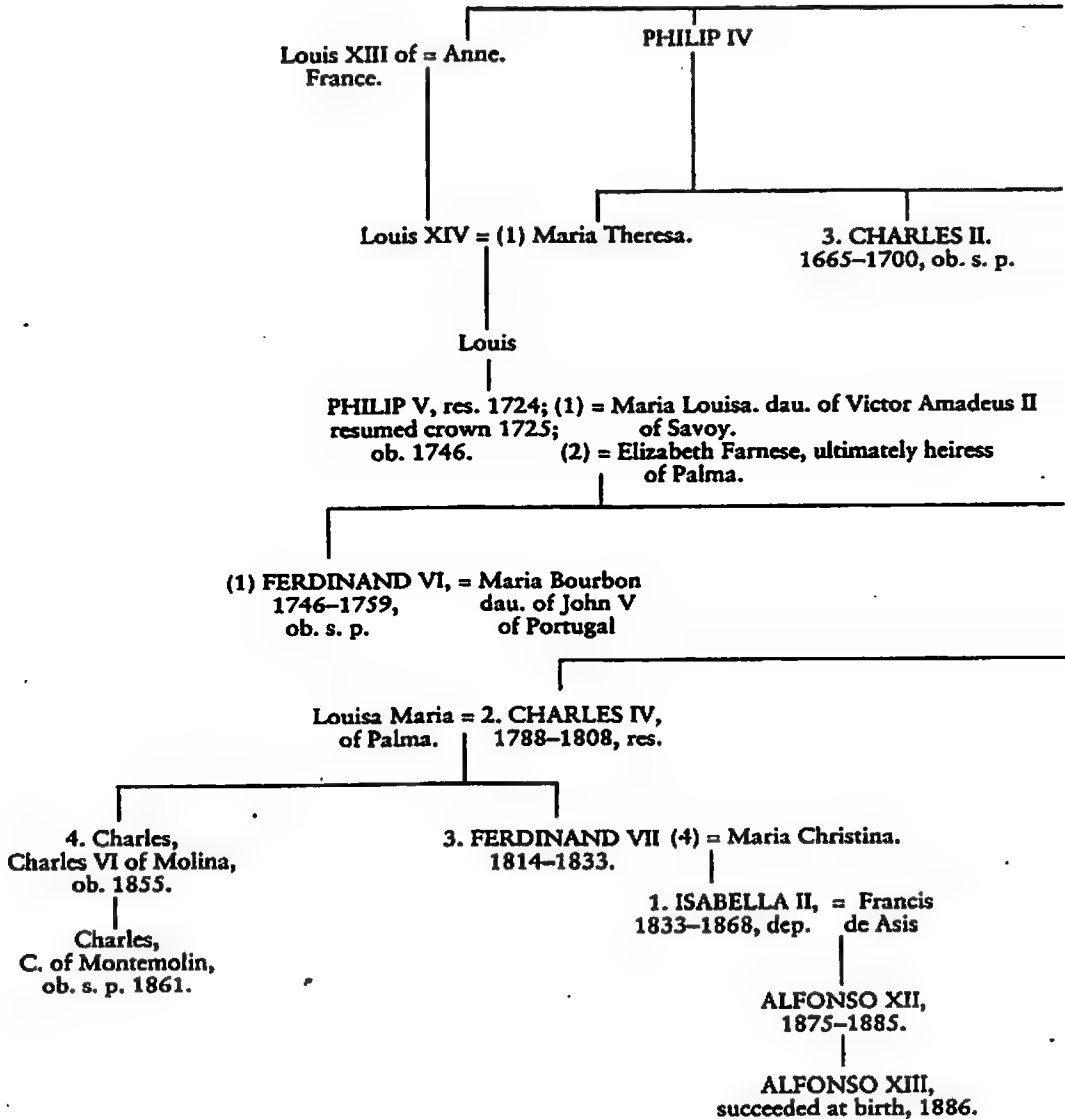 Louis XIII of = Anne.
France.
PHILIP IV
Louis XIV = (1) Maria Theresa.
3. CHARLES II.
1665–1700, ob. s. p.
Louis
PHILIP V, res. 1724; (1) = Maria Louisa. dau. of Victor Amadeus II
resumed crown 1725; of Savoy.
ob. 1746. (2) = Elizabeth Farnese, ultimately heiress
of Palma.
(1) FERDINAND VI, = Maria Bourbon
1746–1759, dau. of John V
ob. s. p. of Portugal
Louisa Maria = 2. CHARLES IV,
of Palma. 1788–1808, res.
4. Charles,
Charles VI of Molina,
ob. 1855.
3. FERDINAND VII (4) = Maria Christina.
1814–1833.
Charles,
C. of Montemolin,
ob. s. p. 1861.
1. ISABELLA II, = Francis
1833–1868, dep. de Asis
ALFONSO XII,
1875–1885.
ALFONSO XIII,
succeeded at birth, 1886.